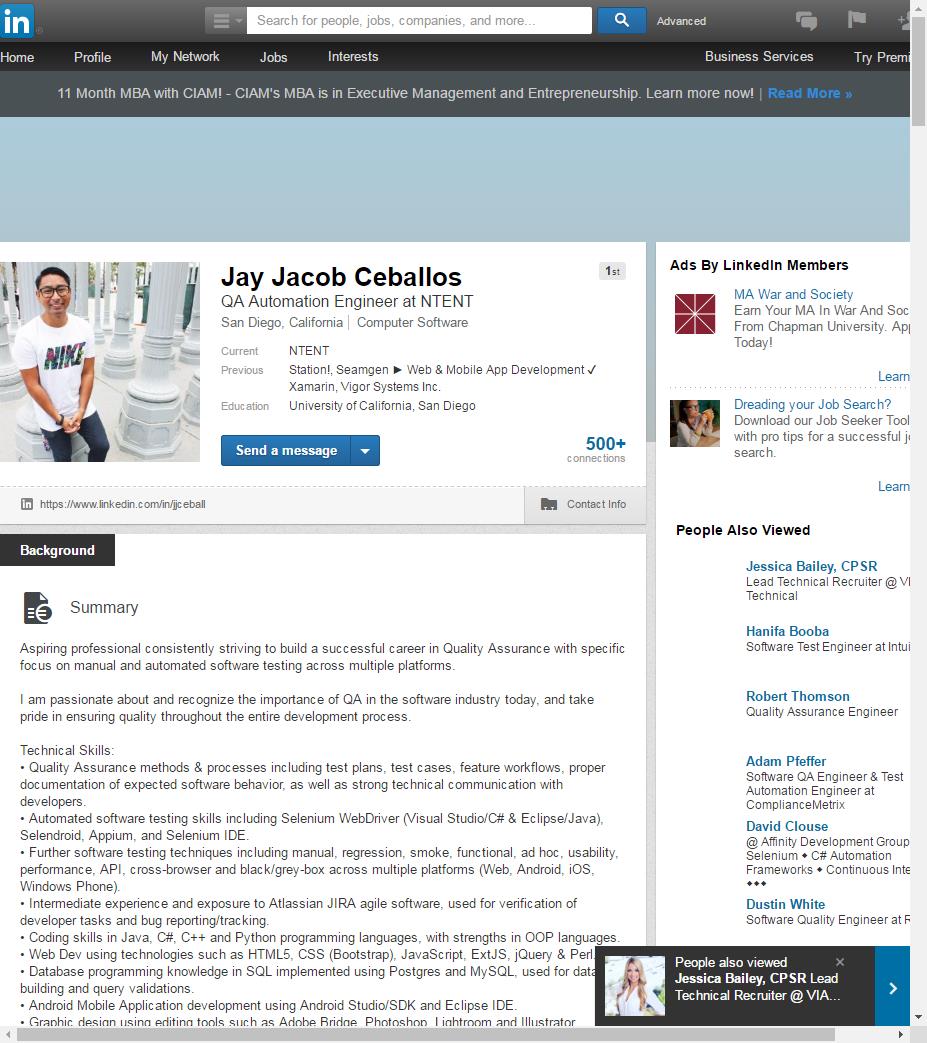 in
Search for people, jobs, companies, and more...
Advanced
Home
Profile
My Network
Jobs
Interests
Business Services
Try Premi
11 Month MBA with CIAM! - CIAM's MBA is in Executive Management and Entrepreneurship. Learn more now! | Read More »
Jay Jacob Ceballos
1st
QA Automation Engineer at NTENT
San Diego, California | Computer Software
Current NTENT
Previous Station!, Seamgen ► Web & Mobile App Development ✓
Xamarin, Vigor Systems Inc.
Education University of California, San Diego
Send a message
500+
connections
https://www.linkedin.com/in/jjceball
Contact Info
NIKE
Background
Summary
Aspiring professional consistently striving to build a successful career in Quality Assurance with specific
focus on manual and automated software testing across multiple platforms.
I am passionate about and recognize the importance of QA in the software industry today, and take
pride in ensuring quality throughout the entire development process.
Technical Skills:
• Quality Assurance methods & processes including test plans, test cases, feature workflows, proper
documentation of expected software behavior, as well as strong technical communication with
developers.
• Automated software testing skills including Selenium WebDriver (Visual Studio/C# & Eclipse/Java),
Selendroid, Appium, and Selenium IDE.
• Further software testing techniques including manual, regression, smoke, functional, ad hoc, usability,
performance, API, cross-browser and black/grey-box across multiple platforms (Web, Android, iOS,
Windows Phone).
• Intermediate experience and exposure to Atlassian JIRA agile software, used for verification of
developer tasks and bug reporting/tracking.
• Coding skills in Java, C#, C++ and Python programming languages, with strengths in OOP languages.
• Web Dev using technologies such as HTML5, CSS (Bootstrap), JavaScript, ExtJS, jQuery & Perl.
• Database programming knowledge in SQL implemented using Postgres and MySQL, used for data
building and query validations.
• Android Mobile Application development using Android Studio/SDK and Eclipse IDE.
• Graphic design using editing tools such as Adobe Bridge, Photoshop, Lightroom and Illustrator
Ads By LinkedIn Members
MA War and Society
Earn Your MA In War And Soc
From Chapman University. App
Today!
Learn
Dreading your Job Search?
Download our Job Seeker Tool
with pro tips for a successful j
search.
Learn
People Also Viewed
Jessica Bailey, CPSR
Lead Technical Recruiter @ VI
Technical
Hanifa Booba
Software Test Engineer at Intui
Robert Thomson
Quality Assurance Engineer
Adam Pfeffer
Software QA Engineer & Test
Automation Engineer at
ComplianceMetrix
David Clouse
@ Affinity Development Group
Selenium ◆ C# Automation
Frameworks ◆ Continuous Inte
◆◆◆
Dustin White
Software Quality Engineer at R
People also viewed
Jessica Bailey, CPSR Lead
Technical Recruiter @ VIA...